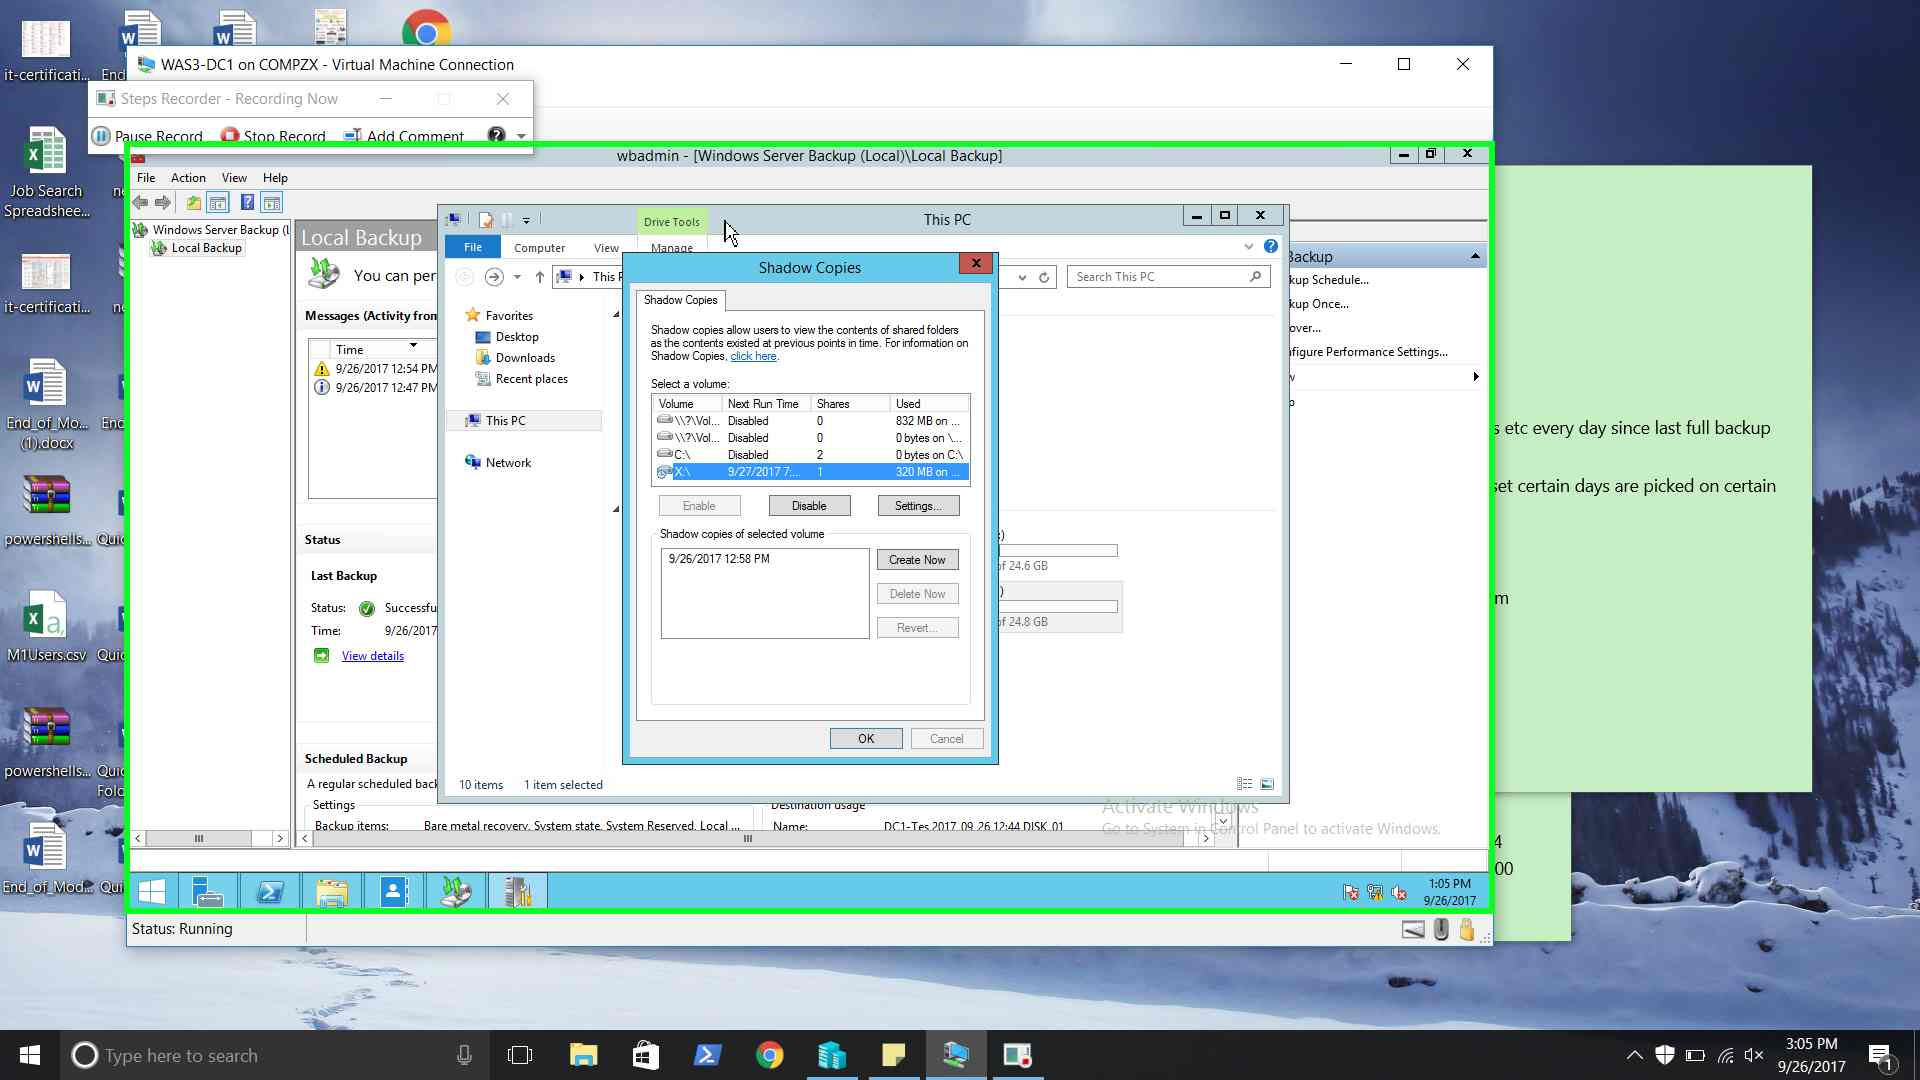 it-certificati...
WAS3-DC1 on COMPZX - Virtual Machine Connection
Steps Recorder - Recording Now
Pause Record
Stop Record
Add Comment
wbadmin - [Windows Server Backup (Local)\Local Backup]
File Action View Help
Windows Server Backup (l
Local Backup
Local Backup
You can per
Messages (Activity from
Time
9/26/2017 12:54 PM
9/26/2017 12:47 PM
Status
Last Backup
Status: Successfu
Time: 9/26/2017
View details
Scheduled Backup
A regular scheduled back
Settings
Backup items: Bare metal recovery, System state, System Reserved, Local ...
Destination usage
Name: DC1-Tes 2017_09_26 12:44 DISK_01
Drive Tools
This PC
File Computer View Manage
This P
Search This PC
Favorites
Desktop
Downloads
Recent places
This PC
Network
of 24.6 GB
of 24.8 GB
10 items 1 item selected
Shadow Copies
Shadow Copies
Shadow copies allow users to view the contents of shared folders
as the contents existed at previous points in time. For information on
Shadow Copies, click here.
Select a volume:
Volume Next Run Time Shares Used
\\?\Vol... Disabled 0 832 MB on ...
\\?\Vol... Disabled 0 0 bytes on \...
C:\ Disabled 2 0 bytes on C:\
X:\ 9/27/2017 7:... 1 320 MB on ...
Enable Disable Settings...
Shadow copies of selected volume
9/26/2017 12:58 PM
Create Now
Delete Now
Revert...
OK Cancel
Backup
kup Schedule...
kup Once...
over...
figure Performance Settings...
Activate Windows
Go to System in Control Panel to activate Windows.
1:05 PM
9/26/2017
Status: Running
s etc every day since last full backup
set certain days are picked on certain
m
4
00
Job Search
Spreadshee...
it-certificati...
End_of_Mo...
(1).docx
powershells...
M1Users.csv
powershells...
End_of_Mod...
Type here to search
3:05 PM
9/26/2017
1